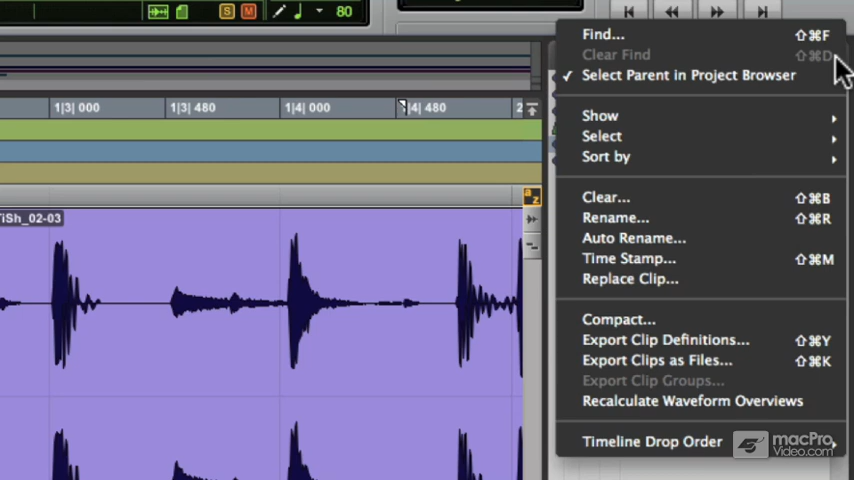 S M 80
Find... ⇧⌘F
Clear Find ⇧⌘D
✓ Select Parent in Project Browser
1|3| 000 1|3| 480 1|4| 000 |4| 480 2
Show
Select
Sort by
a z
Clear... ⇧⌘B
TiSh_02-03
Rename... ⇧⌘R
Auto Rename...
Time Stamp... ⇧⌘M
Replace Clip...
Compact...
Export Clip Definitions... ⇧⌘Y
Export Clips as Files... ⇧⌘K
Export Clip Groups...
Recalculate Waveform Overviews
Timeline Drop Order
macPro
Video.com